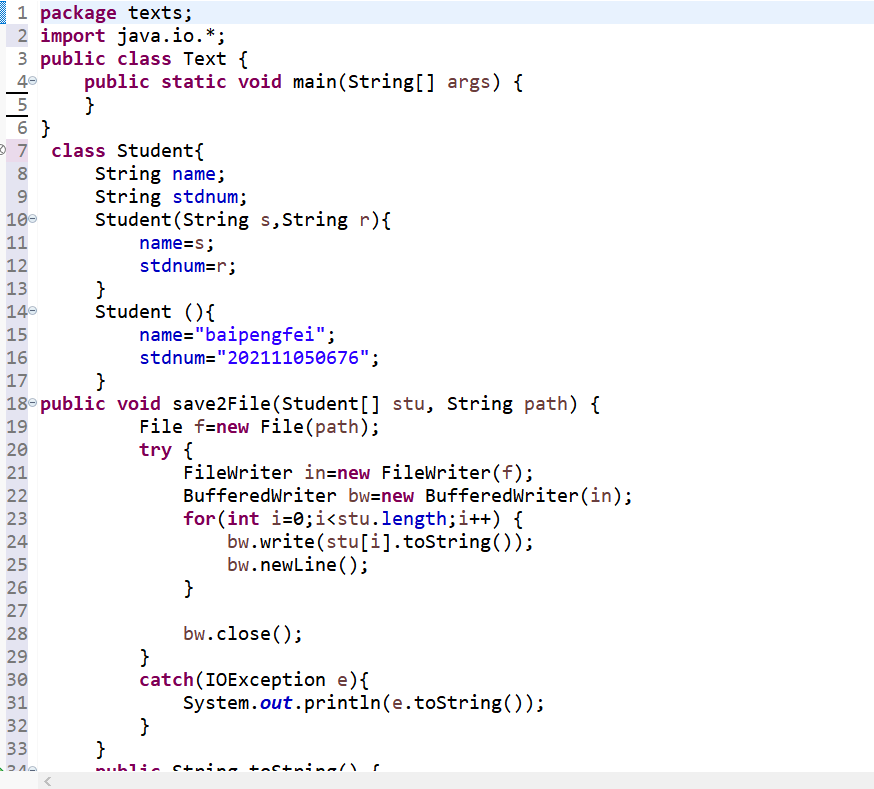 1 package texts;
2 import java.io.*;
3 public class Text {
4 public static void main(String[] args) {
5 }
6 }
7 class Student{
8 String name;
9 String stdnum;
10 Student(String s,String r){
11 name=s;
12 stdnum=r;
13 }
14 Student (){
15 name="baipengfei";
16 stdnum="202111050676";
17 }
18 public void save2File(Student[] stu, String path) {
19 File f=new File(path);
20 try {
21 FileWriter in=new FileWriter(f);
22 BufferedWriter bw=new BufferedWriter(in);
23 for(int i=0;i<stu.length;i++) {
24 bw.write(stu[i].toString());
25 bw.newLine();
26 }
27
28 bw.close();
29 }
30 catch(IOException e){
31 System.out.println(e.toString());
32 }
33 }
34 public String toString() {